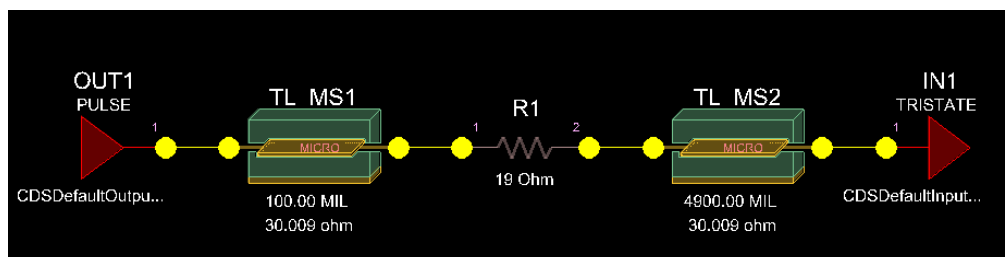 OUT1
PULSE
1
CDSDefaultOutpu...
TL_MS1
MICRO
100.00 MIL
30.009 ohm
R1
1
2
19 Ohm
TL_MS2
MICRO
4900.00 MIL
30.009 ohm
IN1
TRISTATE
1
CDSDefaultInput...